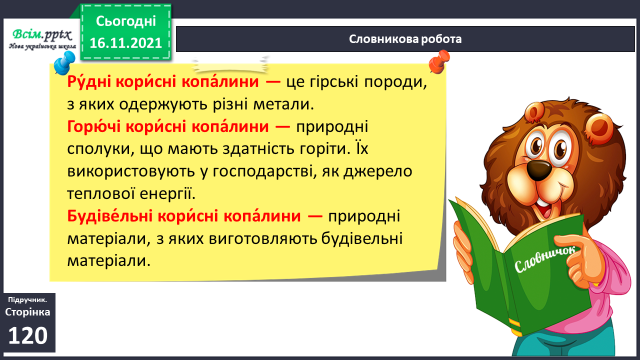 Всім.pptx
Нова українська школа
Сьогодні
16.11.2021
Словникова робота
Ру́дні кори́сні копа́лини — це гірські породи,
з яких одержують різні метали.
Горю́чі кори́сні копа́лини — природні
сполуки, що мають здатність горіти. Їх
використовують у господарстві, як джерело
теплової енергії.
Будіве́льні кори́сні копа́лини — природні
матеріали, з яких виготовляють будівельні
матеріали.
Словничок
Підручник.
Сторінка
120